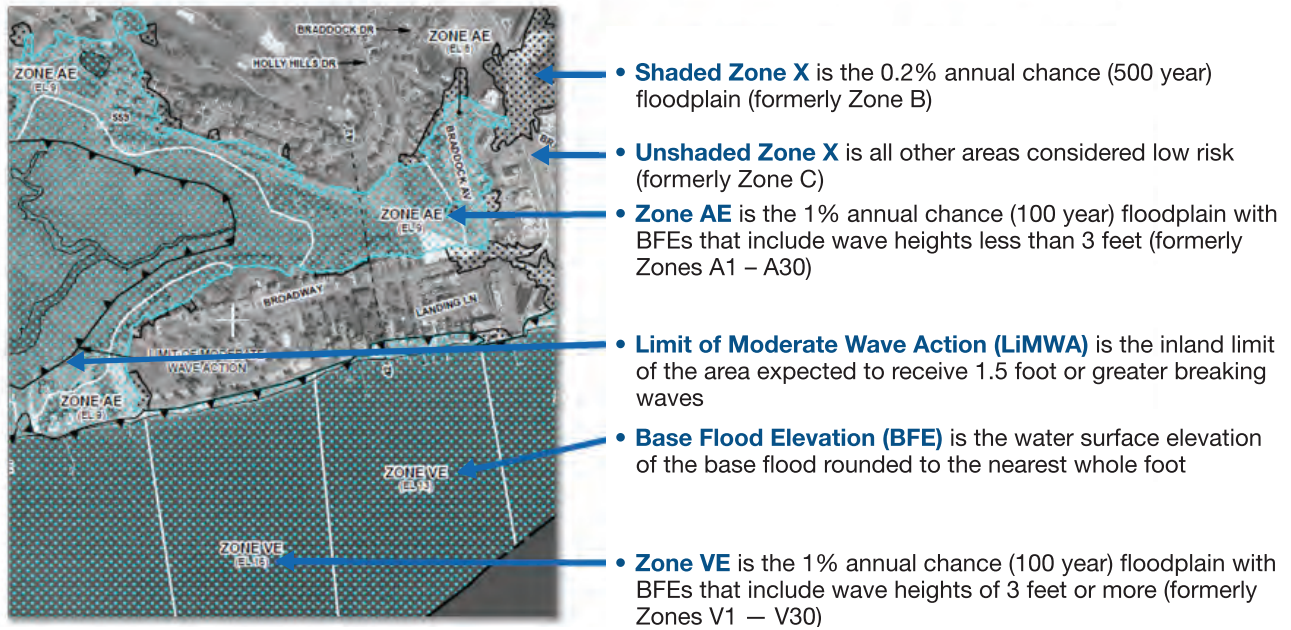 BRADDOCK DR
ZONE AE
HOLLY HILLS DR
ZONE AE
(EL 9)
BRADDOCK AV
ZONE AE
(EL 9)
BROADWAY
LANDING LN
LIMIT OF MODERATE
WAVE ACTION
ZONE AE
(EL 9)
ZONE VE
ZONE VE
• Shaded Zone X is the 0.2% annual chance (500 year)
floodplain (formerly Zone B)
• Unshaded Zone X is all other areas considered low risk
(formerly Zone C)
• Zone AE is the 1% annual chance (100 year) floodplain with
BFEs that include wave heights less than 3 feet (formerly
Zones A1 – A30)
• Limit of Moderate Wave Action (LiMWA) is the inland limit
of the area expected to receive 1.5 foot or greater breaking
waves
• Base Flood Elevation (BFE) is the water surface elevation
of the base flood rounded to the nearest whole foot
• Zone VE is the 1% annual chance (100 year) floodplain with
BFEs that include wave heights of 3 feet or more (formerly
Zones V1 — V30)